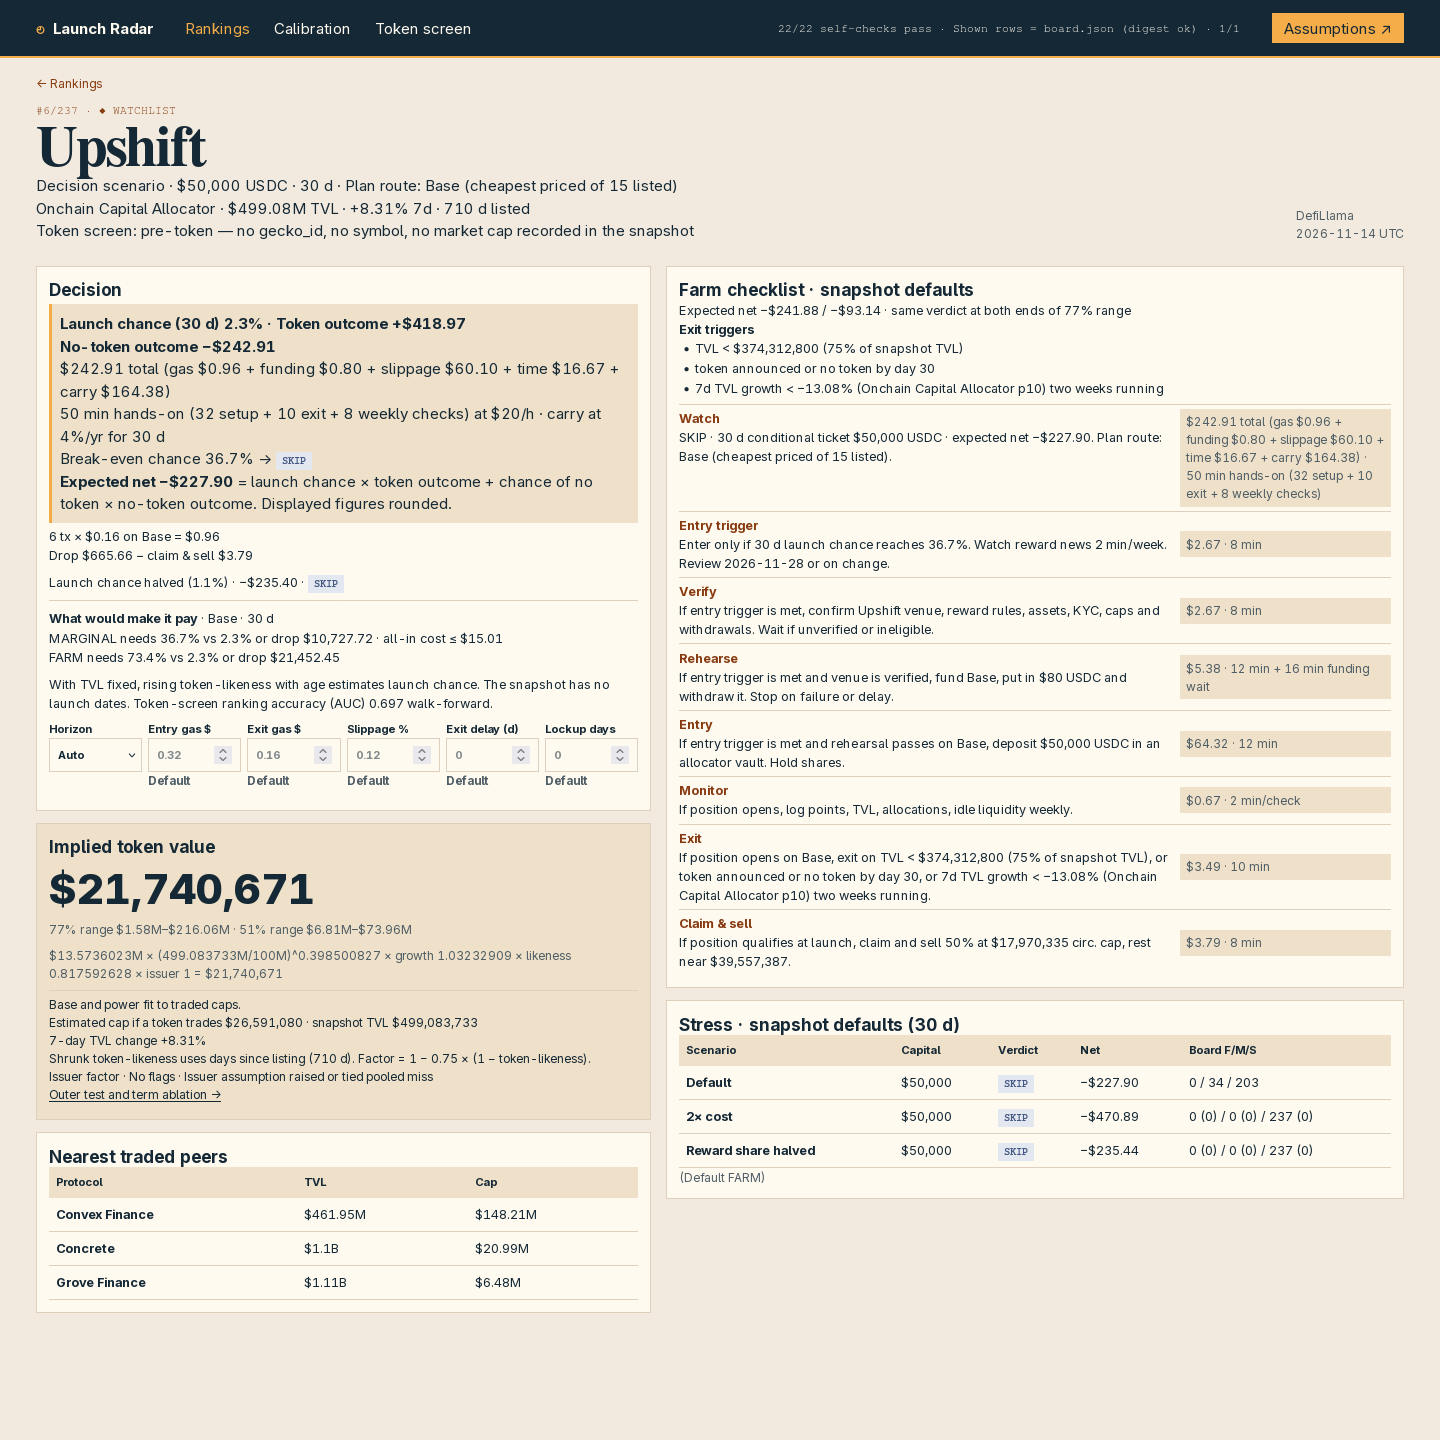 Launch Radar
Rankings
Calibration
Token screen
22/22 self-checks pass · Shown rows = board.json (digest ok) · 1/1
Assumptions ↗
← Rankings
#6/237 · ◆ WATCHLIST
Upshift
Decision scenario · $50,000 USDC · 30 d · Plan route: Base (cheapest priced of 15 listed)
Onchain Capital Allocator · $499.08M TVL · +8.31% 7d · 710 d listed
Token screen: pre-token — no gecko_id, no symbol, no market cap recorded in the snapshot
DefiLlama
2026-11-14 UTC
Decision
Launch chance (30 d) 2.3% · Token outcome +$418.97
No-token outcome −$242.91
$242.91 total (gas $0.96 + funding $0.80 + slippage $60.10 + time $16.67 +
carry $164.38)
50 min hands-on (32 setup + 10 exit + 8 weekly checks) at $20/h · carry at
4%/yr for 30 d
Break-even chance 36.7% → SKIP
Expected net −$227.90 = launch chance × token outcome + chance of no
token × no-token outcome. Displayed figures rounded.
6 tx × $0.16 on Base = $0.96
Drop $665.66 − claim & sell $3.79
Launch chance halved (1.1%) · −$235.40 · SKIP
What would make it pay · Base · 30 d
MARGINAL needs 36.7% vs 2.3% or drop $10,727.72 · all-in cost ≤ $15.01
FARM needs 73.4% vs 2.3% or drop $21,452.45
With TVL fixed, rising token-likeness with age estimates launch chance. The snapshot has no
launch dates. Token-screen ranking accuracy (AUC) 0.697 walk-forward.
Horizon Entry gas $ Exit gas $ Slippage % Exit delay (d) Lockup days
Auto 0.32 0.16 0.12 0 0
Default Default Default Default Default
Implied token value
$21,740,671
77% range $1.58M–$216.06M · 51% range $6.81M–$73.96M
$13.5736023M × (499.083733M/100M)^0.398500827 × growth 1.03232909 × likeness
0.817592628 × issuer 1 = $21,740,671
Base and power fit to traded caps.
Estimated cap if a token trades $26,591,080 · snapshot TVL $499,083,733
7-day TVL change +8.31%
Shrunk token-likeness uses days since listing (710 d). Factor = 1 − 0.75 × (1 − token-likeness).
Issuer factor · No flags · Issuer assumption raised or tied pooled miss
Outer test and term ablation →
Nearest traded peers
Protocol TVL Cap
Convex Finance $461.95M $148.21M
Concrete $1.1B $20.99M
Grove Finance $1.11B $6.48M
Farm checklist · snapshot defaults
Expected net −$241.88 / −$93.14 · same verdict at both ends of 77% range
Exit triggers
• TVL < $374,312,800 (75% of snapshot TVL)
• token announced or no token by day 30
• 7d TVL growth < −13.08% (Onchain Capital Allocator p10) two weeks running
Watch
SKIP · 30 d conditional ticket $50,000 USDC · expected net −$227.90. Plan route:
Base (cheapest priced of 15 listed).
$242.91 total (gas $0.96 +
funding $0.80 + slippage $60.10 +
time $16.67 + carry $164.38) ·
50 min hands-on (32 setup + 10
exit + 8 weekly checks)
Entry trigger
Enter only if 30 d launch chance reaches 36.7%. Watch reward news 2 min/week.
Review 2026-11-28 or on change.
$2.67 · 8 min
Verify
If entry trigger is met, confirm Upshift venue, reward rules, assets, KYC, caps and
withdrawals. Wait if unverified or ineligible.
$2.67 · 8 min
Rehearse
If entry trigger is met and venue is verified, fund Base, put in $80 USDC and
withdraw it. Stop on failure or delay.
$5.38 · 12 min + 16 min funding
wait
Entry
If entry trigger is met and rehearsal passes on Base, deposit $50,000 USDC in an
allocator vault. Hold shares.
$64.32 · 12 min
Monitor
If position opens, log points, TVL, allocations, idle liquidity weekly.
$0.67 · 2 min/check
Exit
If position opens on Base, exit on TVL < $374,312,800 (75% of snapshot TVL), or
token announced or no token by day 30, or 7d TVL growth < −13.08% (Onchain
Capital Allocator p10) two weeks running.
$3.49 · 10 min
Claim & sell
If position qualifies at launch, claim and sell 50% at $17,970,335 circ. cap, rest
near $39,557,387.
$3.79 · 8 min
Stress · snapshot defaults (30 d)
Scenario Capital Verdict Net Board F/M/S
Default $50,000 SKIP −$227.90 0 / 34 / 203
2× cost $50,000 SKIP −$470.89 0 (0) / 0 (0) / 237 (0)
Reward share halved $50,000 SKIP −$235.44 0 (0) / 0 (0) / 237 (0)
(Default FARM)